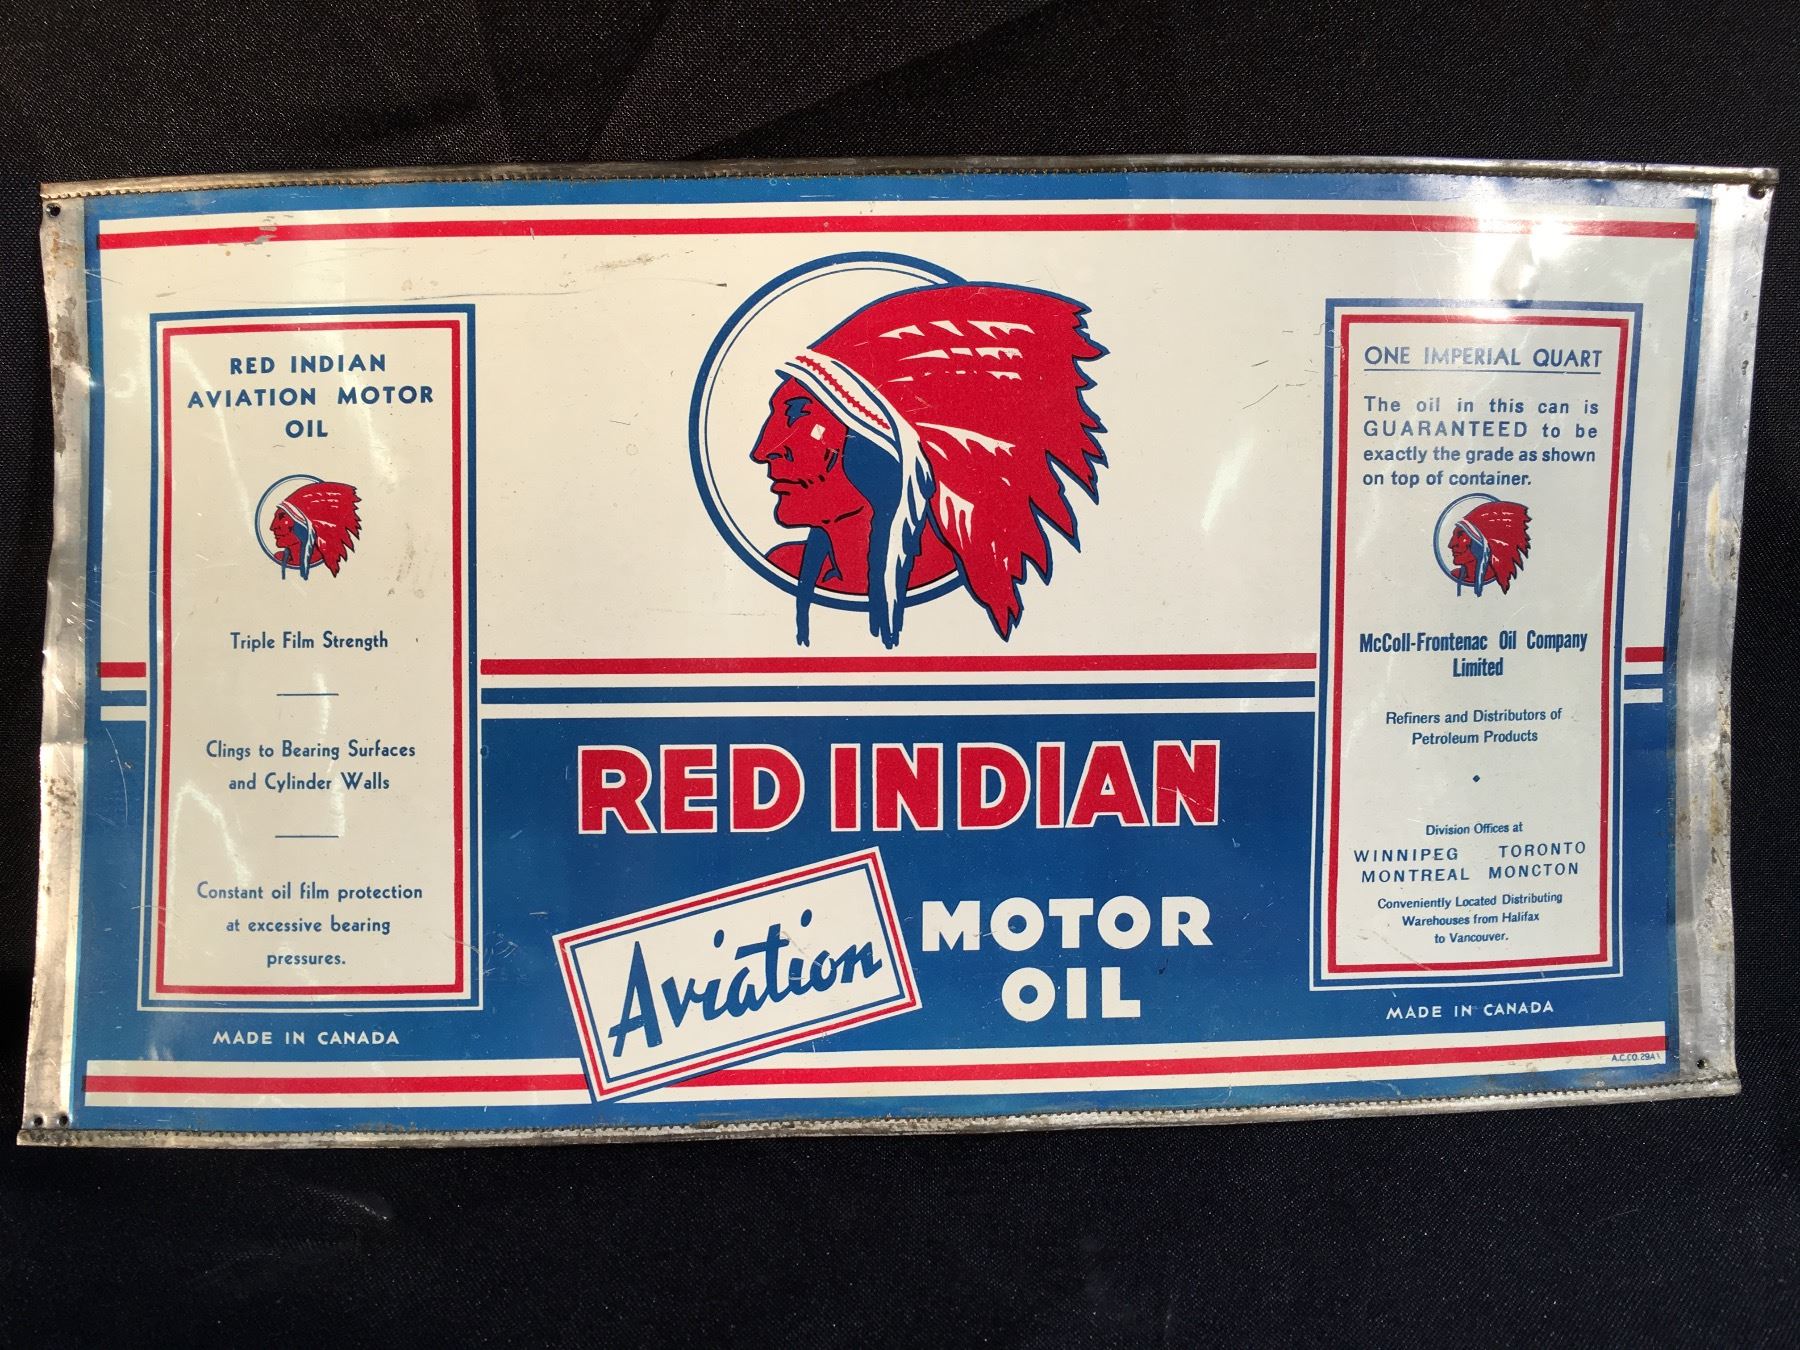 RED INDIAN
AVIATION MOTOR
OIL
Triple Film Strength
Clings to Bearing Surfaces
and Cylinder Walls
Constant oil film protection
at excessive bearing
pressures.
MADE IN CANADA
RED INDIAN
Aviation
MOTOR
OIL
ONE IMPERIAL QUART
The oil in this can is
GUARANTEED to be
exactly the grade as shown
on top of container.
McColl-Frontenac Oil Company
Limited
Refiners and Distributors of
Petroleum Products
Division Offices at
WINNIPEG TORONTO
MONTREAL MONCTON
Conveniently Located Distributing
Warehouses from Halifax
to Vancouver.
MADE IN CANADA
A.C.CO. 29A